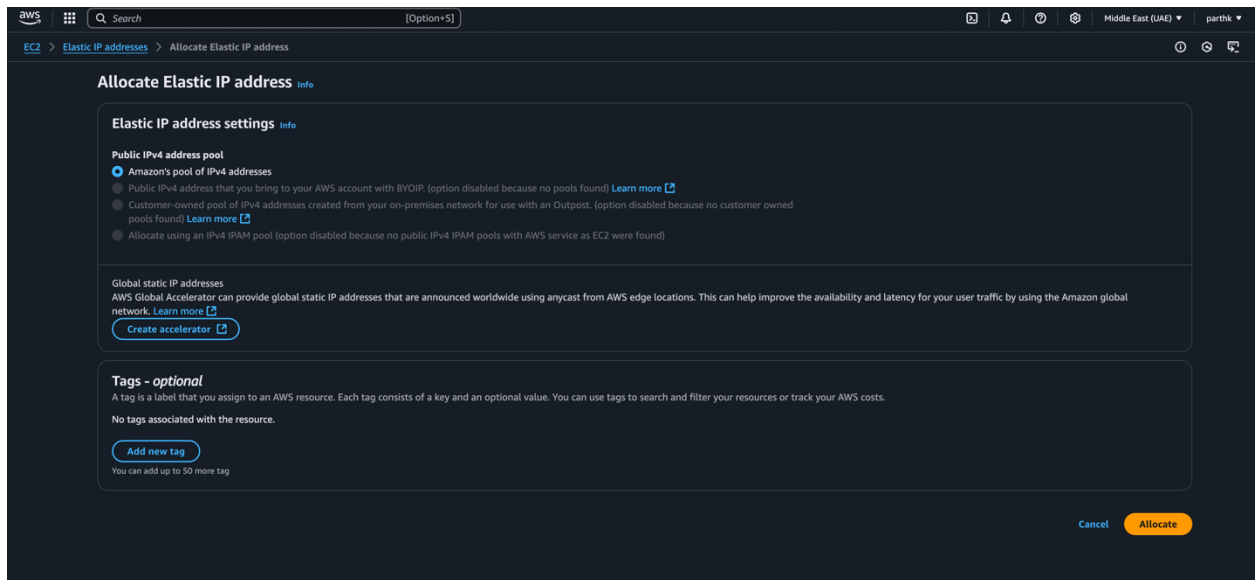 aws Search [Option+S] Middle East (UAE) parthk
EC2 > Elastic IP addresses > Allocate Elastic IP address
Allocate Elastic IP address Info
Elastic IP address settings Info
Public IPv4 address pool
Amazon's pool of IPv4 addresses
Public IPv4 address that you bring to your AWS account with BYOIP. (option disabled because no pools found) Learn more
Customer-owned pool of IPv4 addresses created from your on-premises network for use with an Outpost. (option disabled because no customer owned
pools found) Learn more
Allocate using an IPv4 IPAM pool (option disabled because no public IPv4 IPAM pools with AWS service as EC2 were found)
Global static IP addresses
AWS Global Accelerator can provide global static IP addresses that are announced worldwide using anycast from AWS edge locations. This can help improve the availability and latency for your user traffic by using the Amazon global
network. Learn more
Create accelerator
Tags - optional
A tag is a label that you assign to an AWS resource. Each tag consists of a key and an optional value. You can use tags to search and filter your resources or track your AWS costs.
No tags associated with the resource.
Add new tag
You can add up to 50 more tag
Cancel Allocate